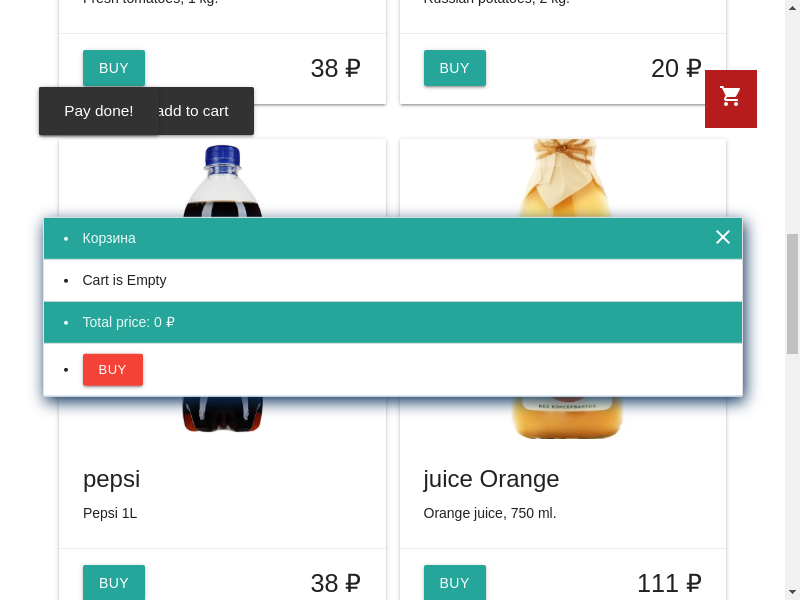 Fresh tomatoes, 1 kg.
Russian potatoes, 2 kg.
BUY
38 ₽
BUY
20 ₽
Pay done!
add to cart
Корзина
Cart is Empty
Total price: 0 ₽
BUY
БЕЗ КОНСЕРВАНТОВ
pepsi
Pepsi 1L
BUY
38 ₽
juice Orange
Orange juice, 750 ml.
BUY
111 ₽